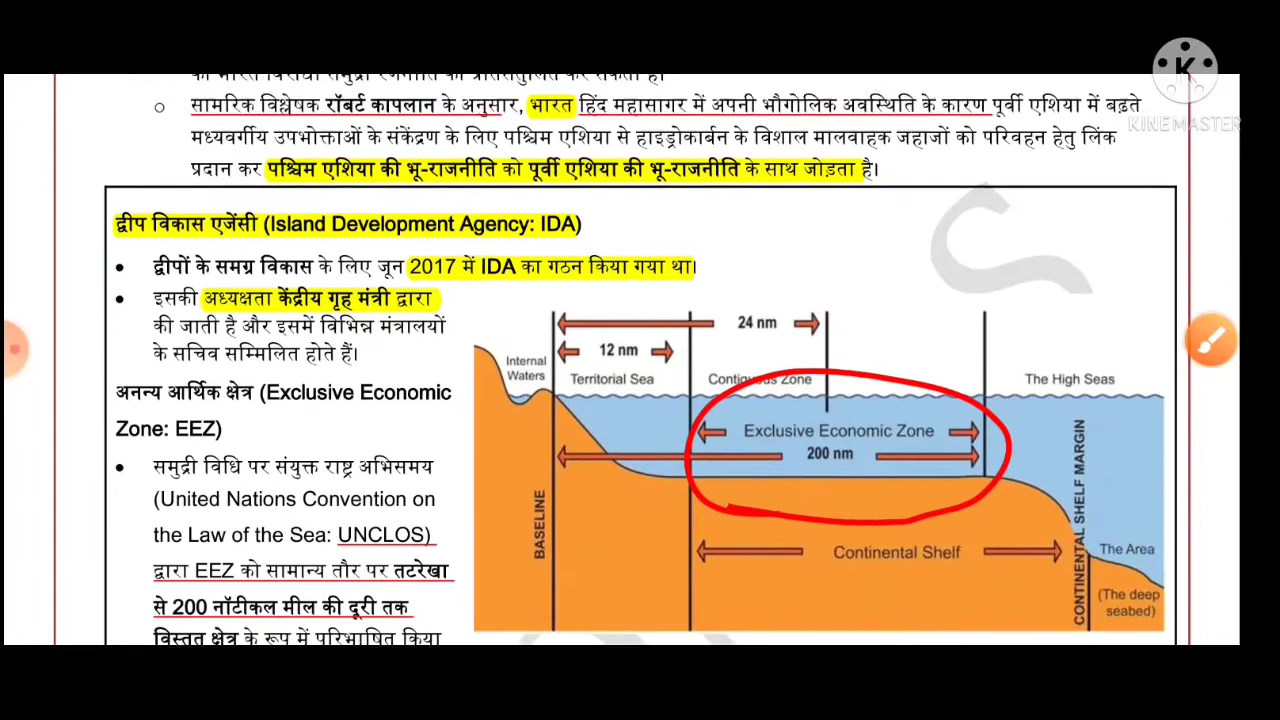 ○ सामरिक विश्लेषक रॉबर्ट कापलान के अनुसार, भारत हिंद महासागर में अपनी भौगोलिक अवस्थिति के कारण पूर्वी एशिया में बढ़ते
मध्यवर्गीय उपभोक्ताओं के संकेंद्रण के लिए पश्चिम एशिया से हाइड्रोकार्बन के विशाल मालवाहक जहाजों को परिवहन हेतु लिंक
प्रदान कर पश्चिम एशिया की भू-राजनीति को पूर्वी एशिया की भू-राजनीति के साथ जोड़ता है।
K
KINEMASTER
द्वीप विकास एजेंसी (Island Development Agency: IDA)
• द्वीपों के समग्र विकास के लिए जून 2017 में IDA का गठन किया गया था।
• इसकी अध्यक्षता केंद्रीय गृह मंत्री द्वारा
की जाती है और इसमें विभिन्न मंत्रालयों
के सचिव सम्मिलित होते हैं।
अनन्य आर्थिक क्षेत्र (Exclusive Economic
Zone: EEZ)
• समुद्री विधि पर संयुक्त राष्ट्र अभिसमय
(United Nations Convention on
the Law of the Sea: UNCLOS)
द्वारा EEZ को सामान्य तौर पर तटरेखा
से 200 नॉटीकल मील की दूरी तक
विस्तृत क्षेत्र के रूप में परिभाषित किया
24 nm
12 nm
Internal
Waters
Territorial Sea
Contiguous Zone
The High Seas
Exclusive Economic Zone
200 nm
BASELINE
Continental Shelf
CONTINENTAL SHELF MARGIN
The Area
(The deep
seabed)